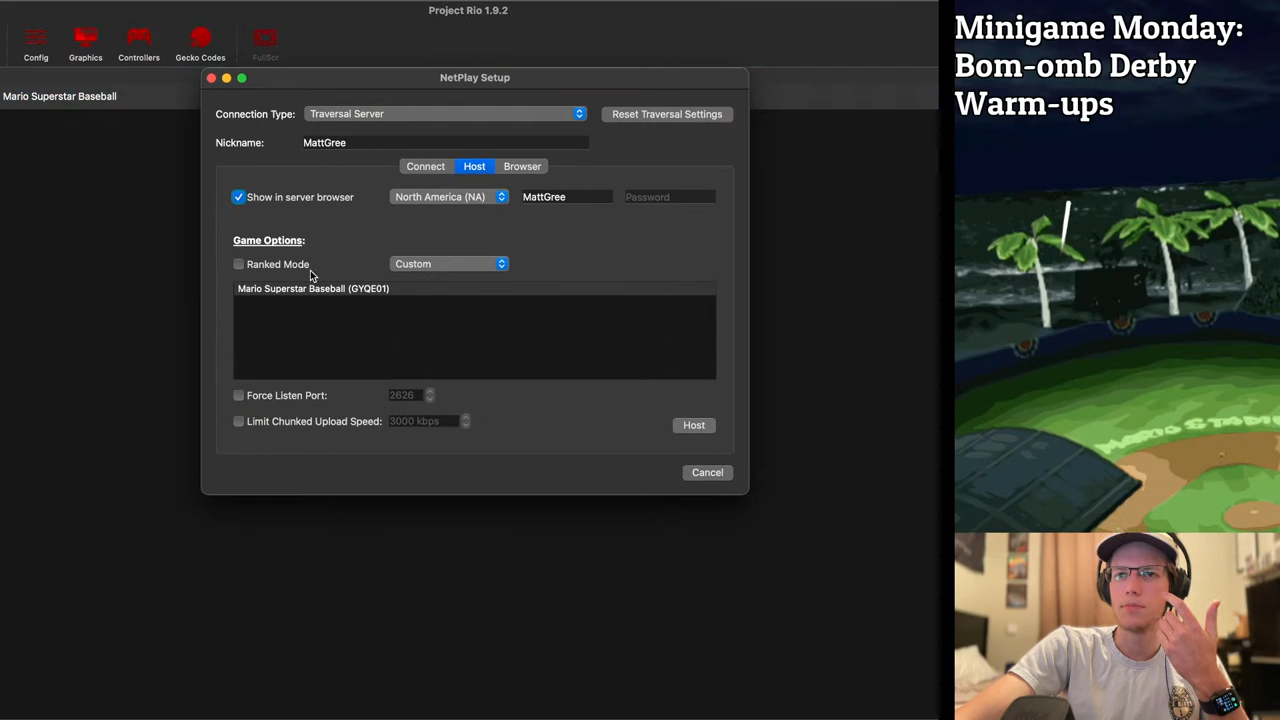 Project Rio 1.9.2
Config
Graphics
Controllers
Gecko Codes
FullScr
Mario Superstar Baseball
NetPlay Setup
Connection Type:
Traversal Server
Reset Traversal Settings
Nickname:
MattGree
Connect
Host
Browser
Show in server browser
North America (NA)
MattGree
Password
Game Options:
Ranked Mode
Custom
Mario Superstar Baseball (GYQE01)
Force Listen Port:
2626
Limit Chunked Upload Speed:
3000 kbps
Host
Cancel
Minigame Monday:
Bom-omb Derby
Warm-ups